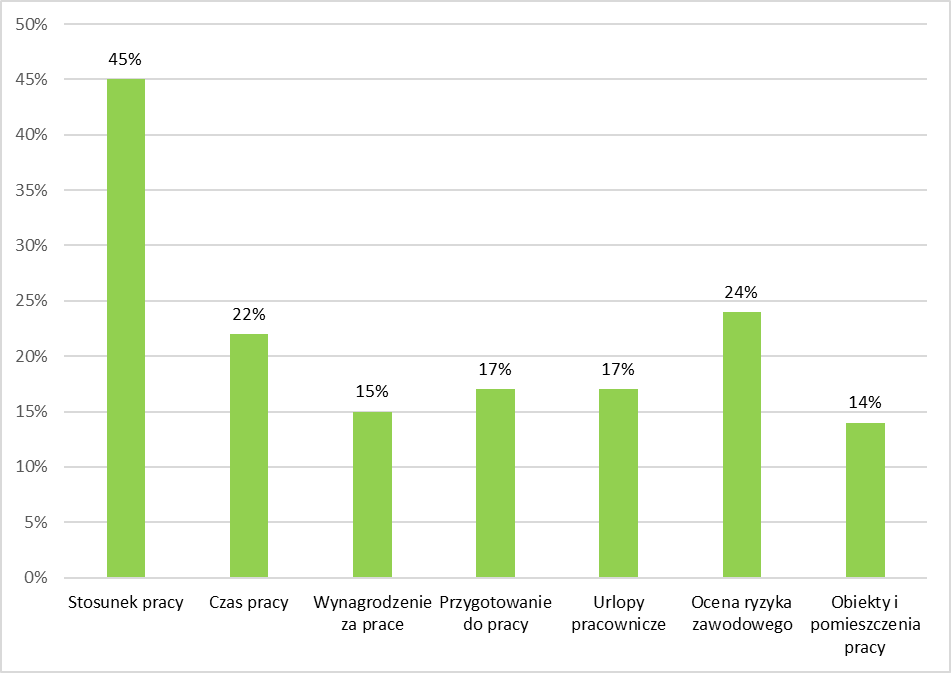 50%
45%
40%
35%
30%
25%
20%
15%
10%
5%
0%
45%
22%
15%
17%
17%
24%
14%
Stosunek pracy
Czas pracy
Wynagrodzenie
za prace
Przygotowanie
do pracy
Urlopy
pracownicze
Ocena ryzyka
zawodowego
Obiekty i
pomieszczenia
pracy